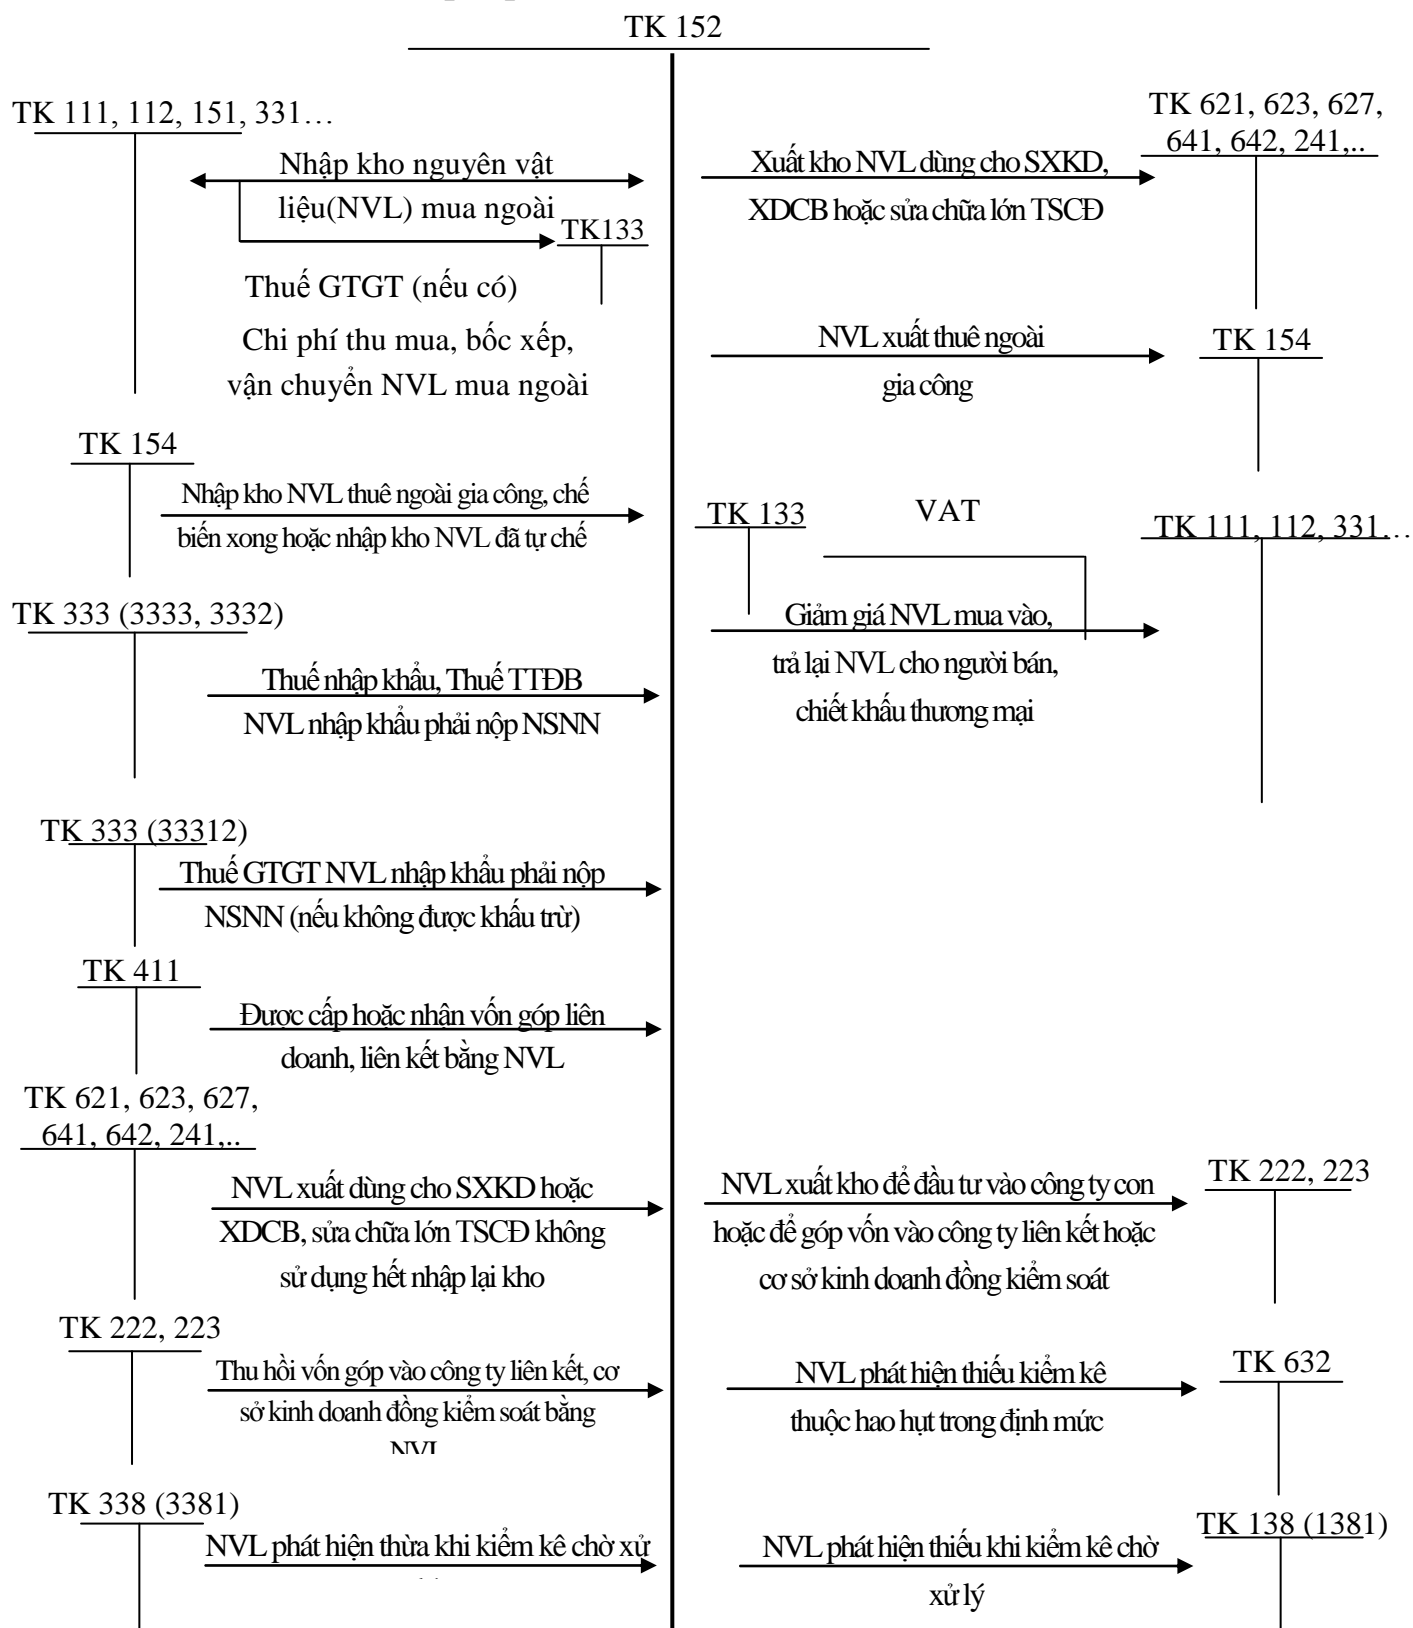 TK 152
TK 111, 112, 151, 331…
Nhập kho nguyên vật
liệu(NVL) mua ngoài
TK133
Thuế GTGT (nếu có)
Chi phí thu mua, bốc xếp,
vận chuyển NVL mua ngoài
TK 154
Nhập kho NVL thuê ngoài gia công, chế
biến xong hoặc nhập kho NVL đã tự chế
TK 333 (3333, 3332)
Thuế nhập khẩu, Thuế TTĐB
NVL nhập khẩu phải nộp NSNN
TK 333 (33312)
Thuế GTGT NVL nhập khẩu phải nộp
NSNN (nếu không được khấu trừ)
TK 411
Được cấp hoặc nhận vốn góp liên
doanh, liên kết bằng NVL
TK 621, 623, 627,
641, 642, 241,..
NVL xuất dùng cho SXKD hoặc
XDCB, sửa chữa lớn TSCĐ không
sử dụng hết nhập lại kho
TK 222, 223
Thu hồi vốn góp vào công ty liên kết, cơ
sở kinh doanh đồng kiểm soát bằng
NVL
TK 338 (3381)
NVL phát hiện thừa khi kiểm kê chờ xử
TK 621, 623, 627,
641, 642, 241,..
Xuất kho NVL dùng cho SXKD,
XDCB hoặc sửa chữa lớn TSCĐ
NVL xuất thuê ngoài
gia công
TK 154
TK 133
VAT
TK 111, 112, 331…
Giảm giá NVL mua vào,
trả lại NVL cho người bán,
chiết khấu thương mại
TK 222, 223
NVL xuất kho để đầu tư vào công ty con
hoặc để góp vốn vào công ty liên kết hoặc
cơ sở kinh doanh đồng kiểm soát
TK 632
NVL phát hiện thiếu kiểm kê
thuộc hao hụt trong định mức
TK 138 (1381)
NVL phát hiện thiếu khi kiểm kê chờ
xử lý